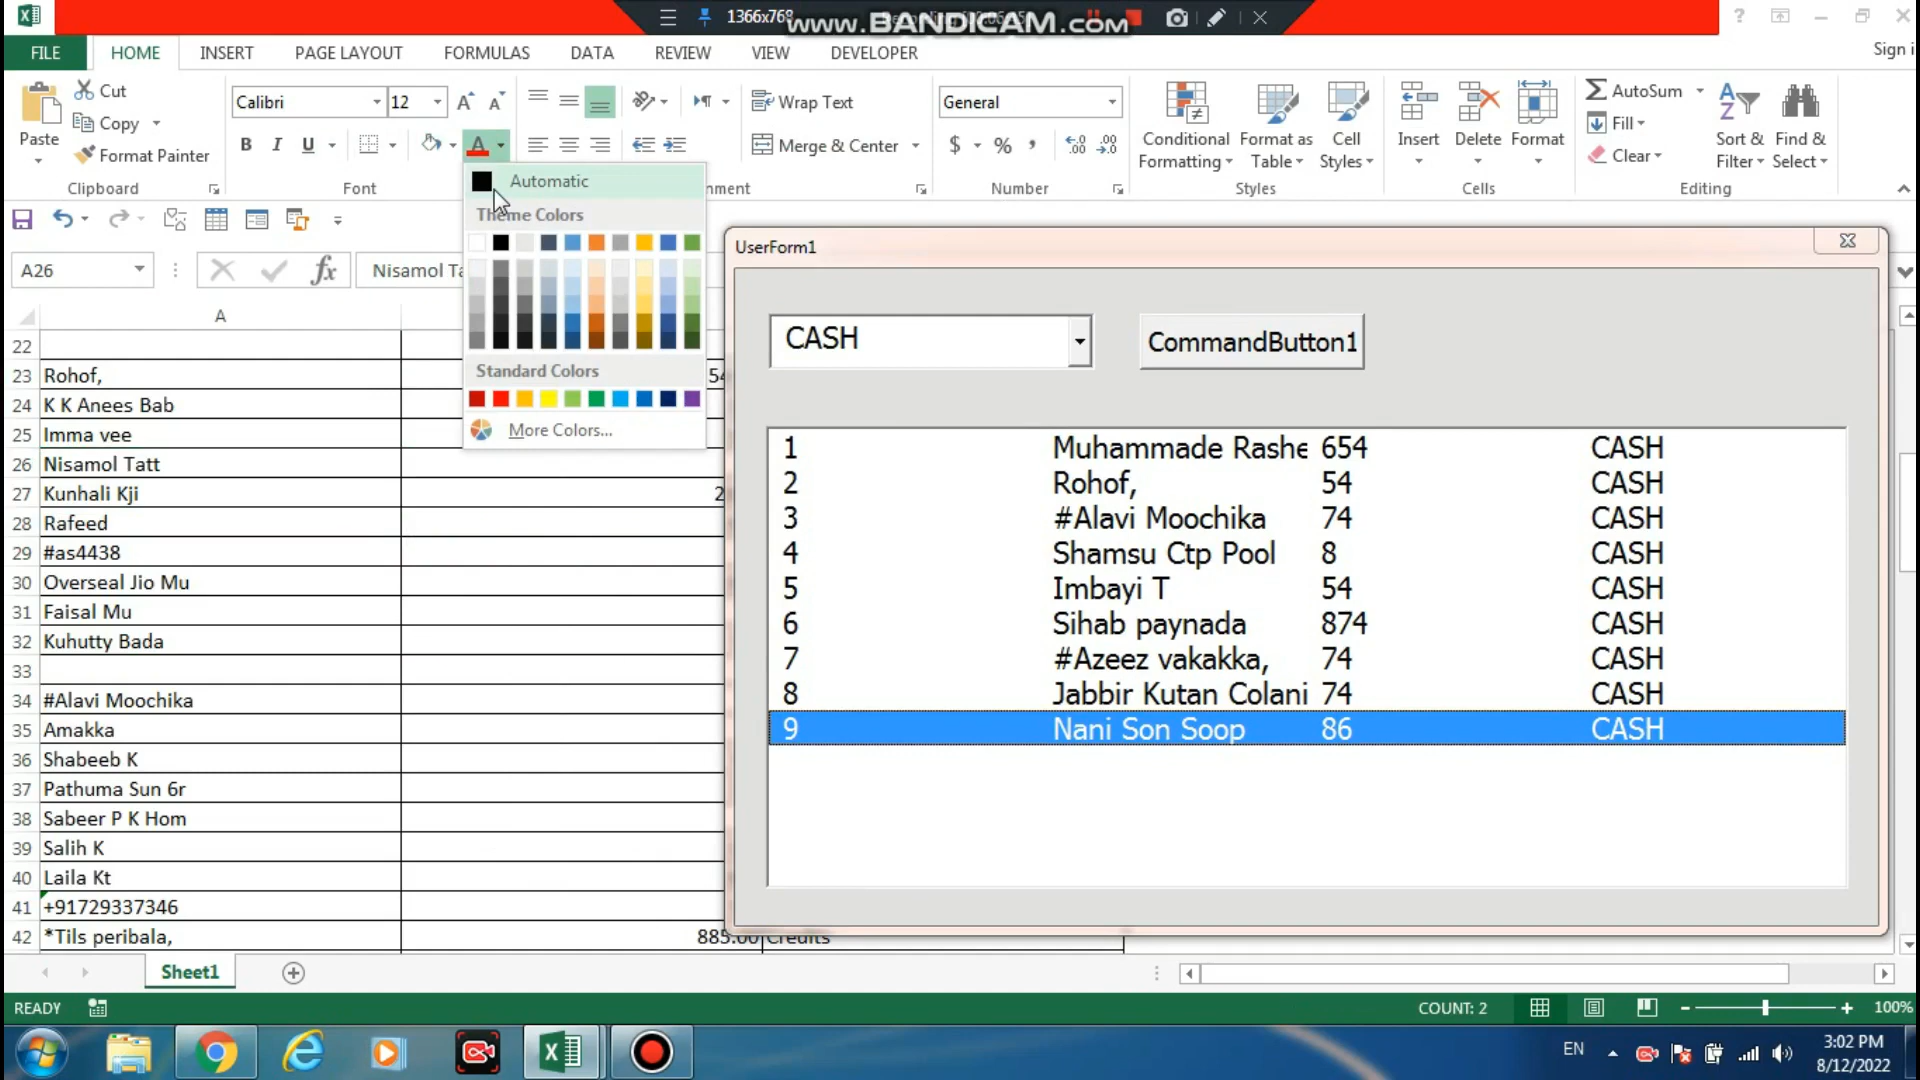 1366x768
www.BANDICAM.com
FILE HOME INSERT PAGE LAYOUT FORMULAS DATA REVIEW VIEW DEVELOPER
Sign i
Paste
Cut
Copy
Format Painter
Clipboard
Calibri 12
B I U
Font
Wrap Text
Merge & Center
nment
General
$ % ,
Number
Conditional Formatting
Format as Table
Cell Styles
Styles
Insert Delete Format
Cells
AutoSum
Fill
Clear
Sort & Filter
Find & Select
Editing
Automatic
Theme Colors
Standard Colors
More Colors...
A26
fx
Nisamol Ta
A
22
23 Rohof, 54
24 K K Anees Bab
25 Imma vee
26 Nisamol Tatt
27 Kunhali Kji 2
28 Rafeed
29 #as4438
30 Overseal Jio Mu
31 Faisal Mu
32 Kuhutty Bada
33
34 #Alavi Moochika
35 Amakka
36 Shabeeb K
37 Pathuma Sun 6r
38 Sabeer P K Hom
39 Salih K
40 Laila Kt
41 +91729337346
42 *Tils peribala, 885.00 Credits
UserForm1
CASH
CommandButton1
1 Muhammade Rashe 654 CASH
2 Rohof, 54 CASH
3 #Alavi Moochika 74 CASH
4 Shamsu Ctp Pool 8 CASH
5 Imbayi T 54 CASH
6 Sihab paynada 874 CASH
7 #Azeez vakakka, 74 CASH
8 Jabbir Kutan Colani 74 CASH
9 Nani Son Soop 86 CASH
Sheet1
READY
COUNT: 2
100%
EN
3:02 PM
8/12/2022